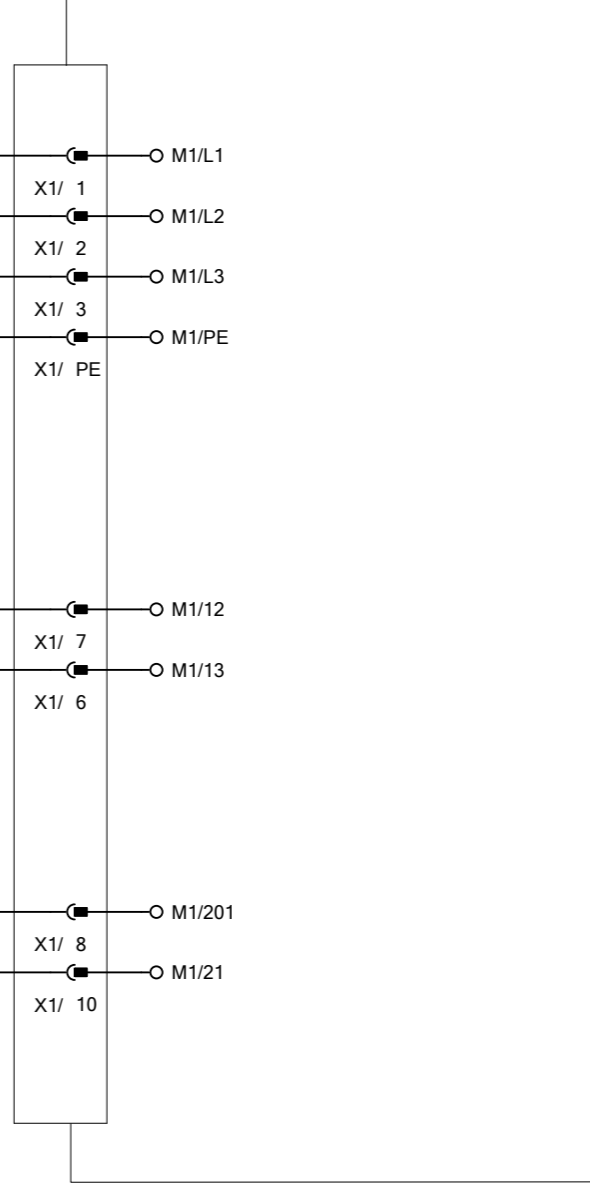 M1/L1
X1/ 1
M1/L2
X1/ 2
M1/L3
X1/ 3
M1/PE
X1/ PE
M1/12
X1/ 7
M1/13
X1/ 6
M1/201
X1/ 8
M1/21
X1/ 10